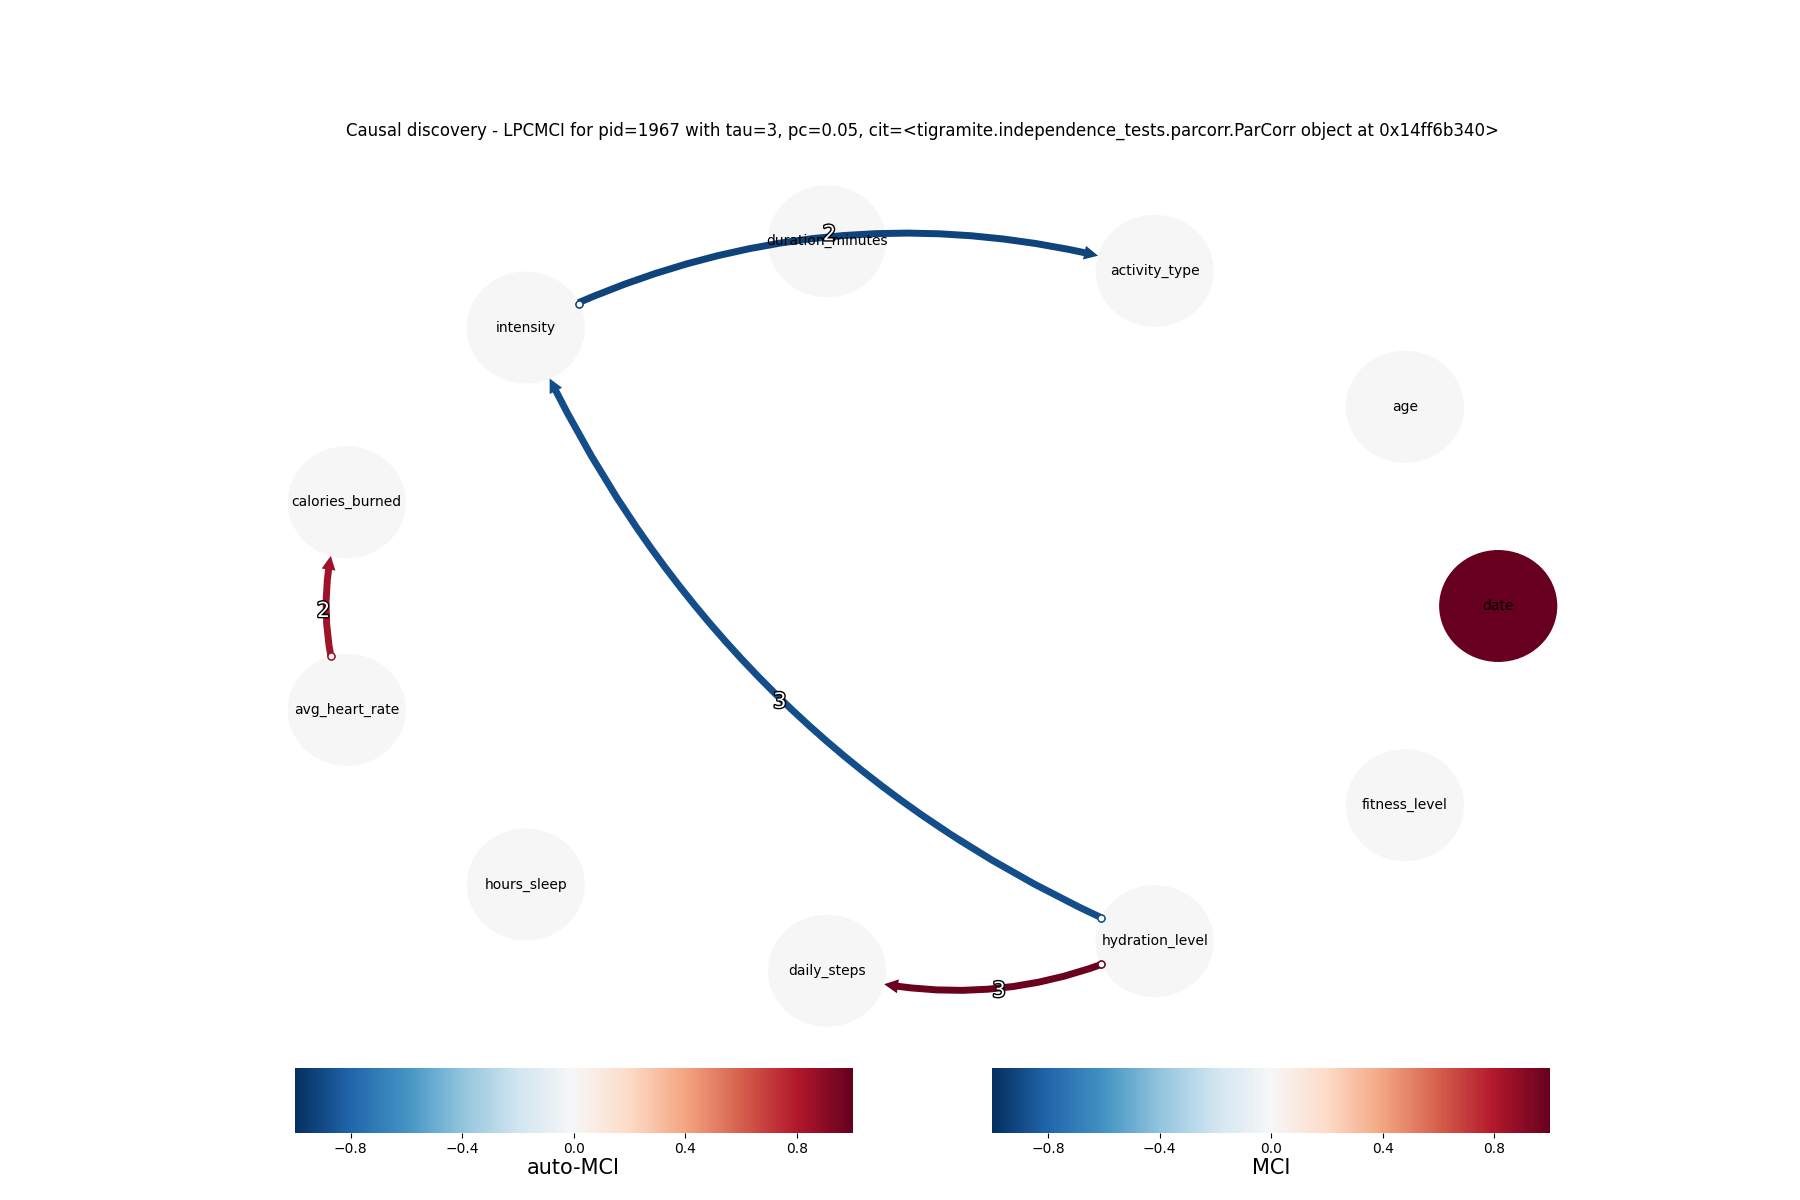 Causal discovery - LPCMCI for pid=1967 with tau=3, pc=0.05, cit=<tigramite.independence_tests.parcorr.ParCorr object at 0x14ff6b340>
2
duration_minutes
activity_type
intensity
age
calories_burned
date
2
avg_heart_rate
3
fitness_level
hours_sleep
hydration_level
daily_steps
3
−0.8 −0.4 0.0 0.4 0.8
auto-MCI
−0.8 −0.4 0.0 0.4 0.8
MCI